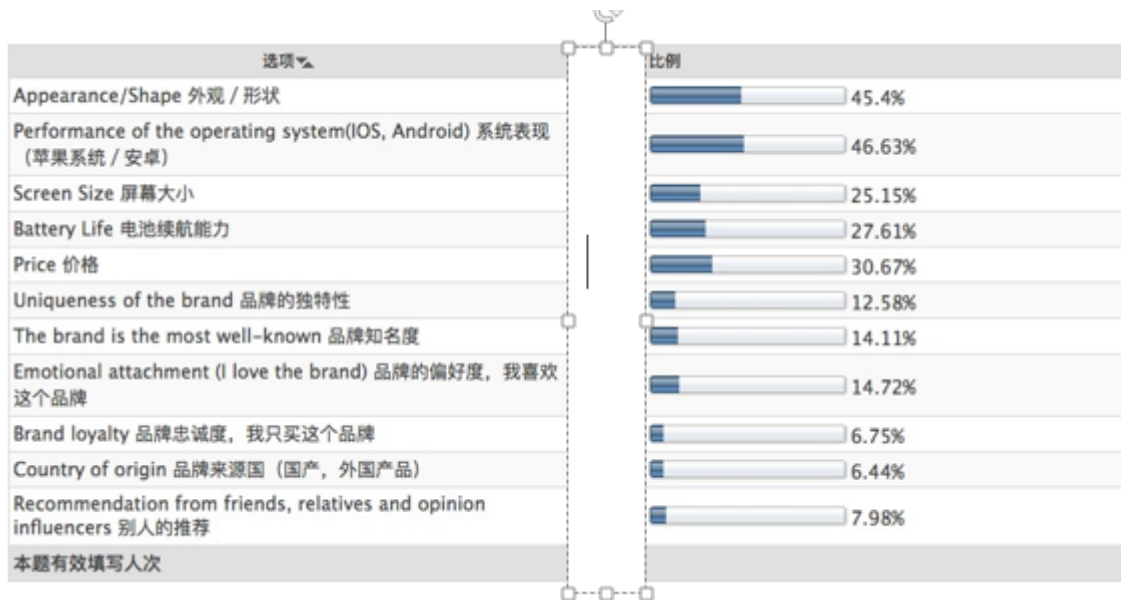 选项 比例
Appearance/Shape 外观 / 形状 45.4%
Performance of the operating system(IOS, Android) 系统表现
（苹果系统 / 安卓） 46.63%
Screen Size 屏幕大小 25.15%
Battery Life 电池续航能力 27.61%
Price 价格 30.67%
Uniqueness of the brand 品牌的独特性 12.58%
The brand is the most well-known 品牌知名度 14.11%
Emotional attachment (I love the brand) 品牌的偏好度，我喜欢
这个品牌 14.72%
Brand loyalty 品牌忠诚度，我只买这个品牌 6.75%
Country of origin 品牌来源国（国产，外国产品） 6.44%
Recommendation from friends, relatives and opinion
influencers 别人的推荐 7.98%
本题有效填写人次